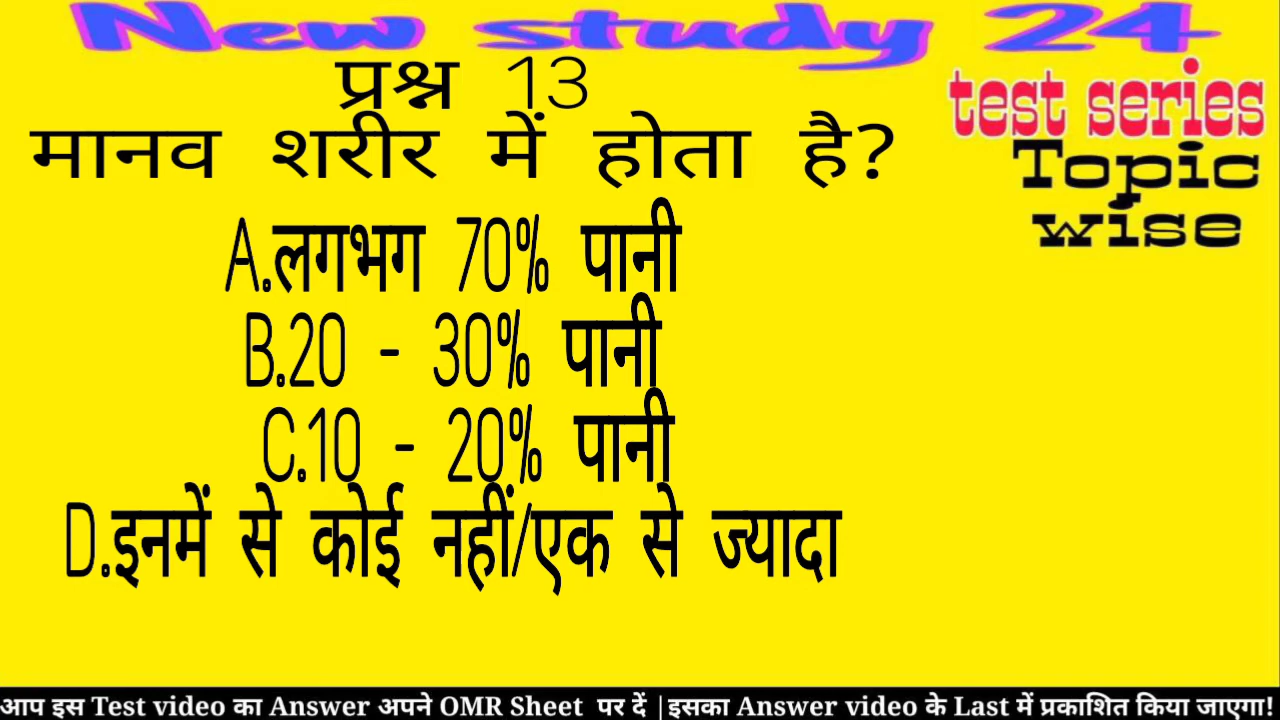 New study 24
test series
Topic
wise
प्रश्न 13
मानव शरीर में होता है?
A.लगभग 70% पानी
B.20 - 30% पानी
C.10 - 20% पानी
D.इनमें से कोई नहीं/एक से ज्यादा
आप इस Test video का Answer अपने OMR Sheet पर दें |इसका Answer video के Last में प्रकाशित किया जाएगा!